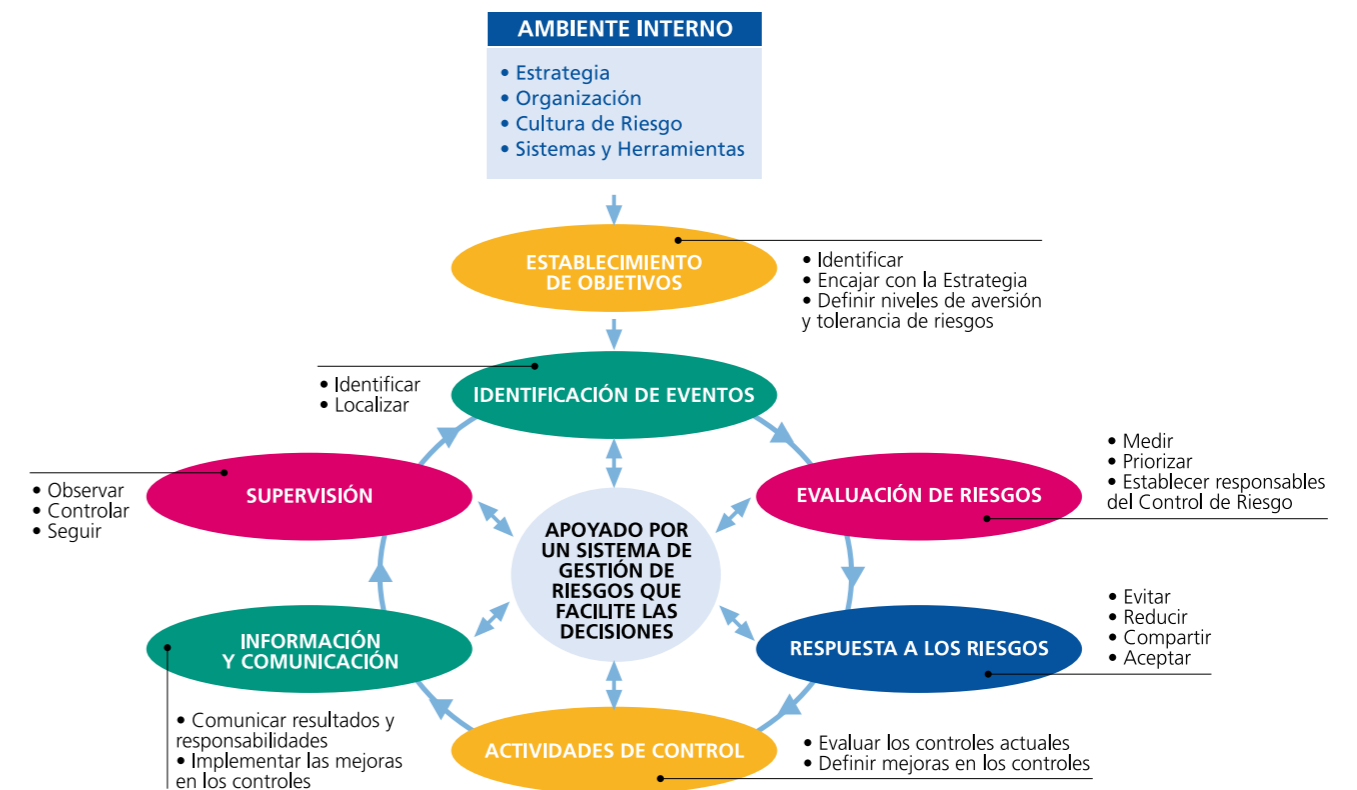 AMBIENTE INTERNO
• Estrategia
• Organización
• Cultura de Riesgo
• Sistemas y Herramientas
ESTABLECIMIENTO
DE OBJETIVOS
• Identificar
• Encajar con la Estrategia
• Definir niveles de aversión
y tolerancia de riesgos
IDENTIFICACIÓN DE EVENTOS
• Identificar
• Localizar
EVALUACIÓN DE RIESGOS
• Medir
• Priorizar
• Establecer responsables
del Control de Riesgo
RESPUESTA A LOS RIESGOS
• Evitar
• Reducir
• Compartir
• Aceptar
ACTIVIDADES DE CONTROL
• Evaluar los controles actuales
• Definir mejoras en los controles
INFORMACIÓN
Y COMUNICACIÓN
• Comunicar resultados y
responsabilidades
• Implementar las mejoras
en los controles
SUPERVISIÓN
• Observar
• Controlar
• Seguir
APOYADO POR
UN SISTEMA DE
GESTIÓN DE
RIESGOS QUE
FACILITE LAS
DECISIONES